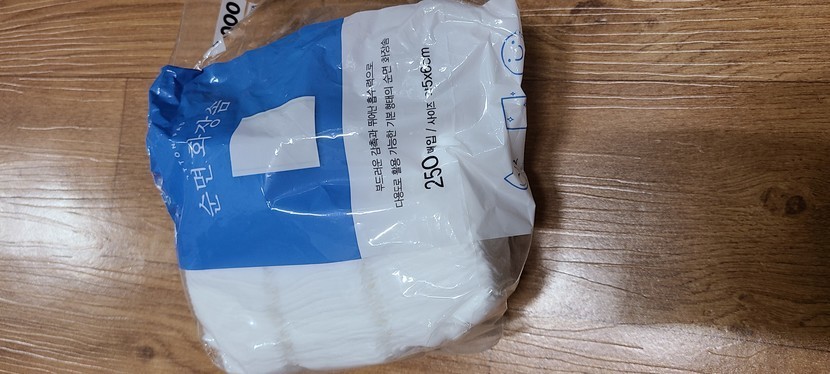 순면 화장솜
부드러운 감촉과 뛰어난 흡수력으로
다용도로 활용 가능한 기본 형태의 순면 화장솜
250매입 / 사이즈